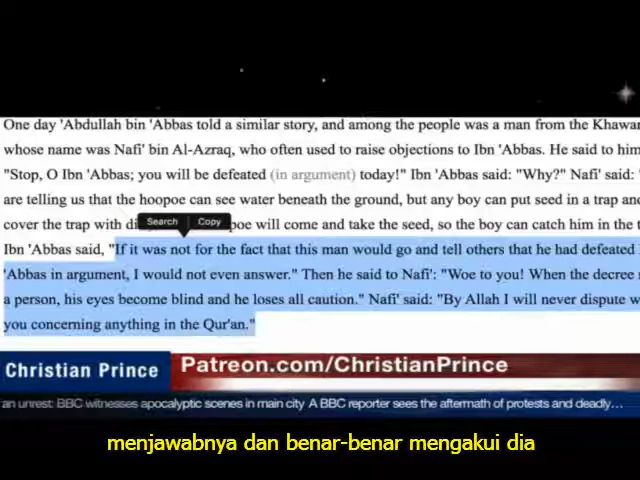 One day 'Abdullah bin 'Abbas told a similar story, and among the people was a man from the Khawar
whose name was Nafi' bin Al-Azraq, who often used to raise objections to Ibn 'Abbas. He said to him
"Stop, O Ibn 'Abbas; you will be defeated (in argument) today!" Ibn 'Abbas said: "Why?" Nafi' said: "
are telling us that the hoopoe can see water beneath the ground, but any boy can put seed in a trap and
cover the trap with di poe will come and take the seed, so the boy can catch him in the t
Search Copy
Ibn 'Abbas said, "If it was not for the fact that this man would go and tell others that he had defeated I
'Abbas in argument, I would not even answer." Then he said to Nafi': "Woe to you! When the decree
a person, his eyes become blind and he loses all caution." Nafi' said: "By Allah I will never dispute w
you concerning anything in the Qur'an."
Christian Prince
Patreon.com/ChristianPrince
an unrest: BBC witnesses apocalyptic scenes in main city A BBC reporter sees the aftermath of protests and deadly...
menjawabnya dan benar-benar mengakui dia